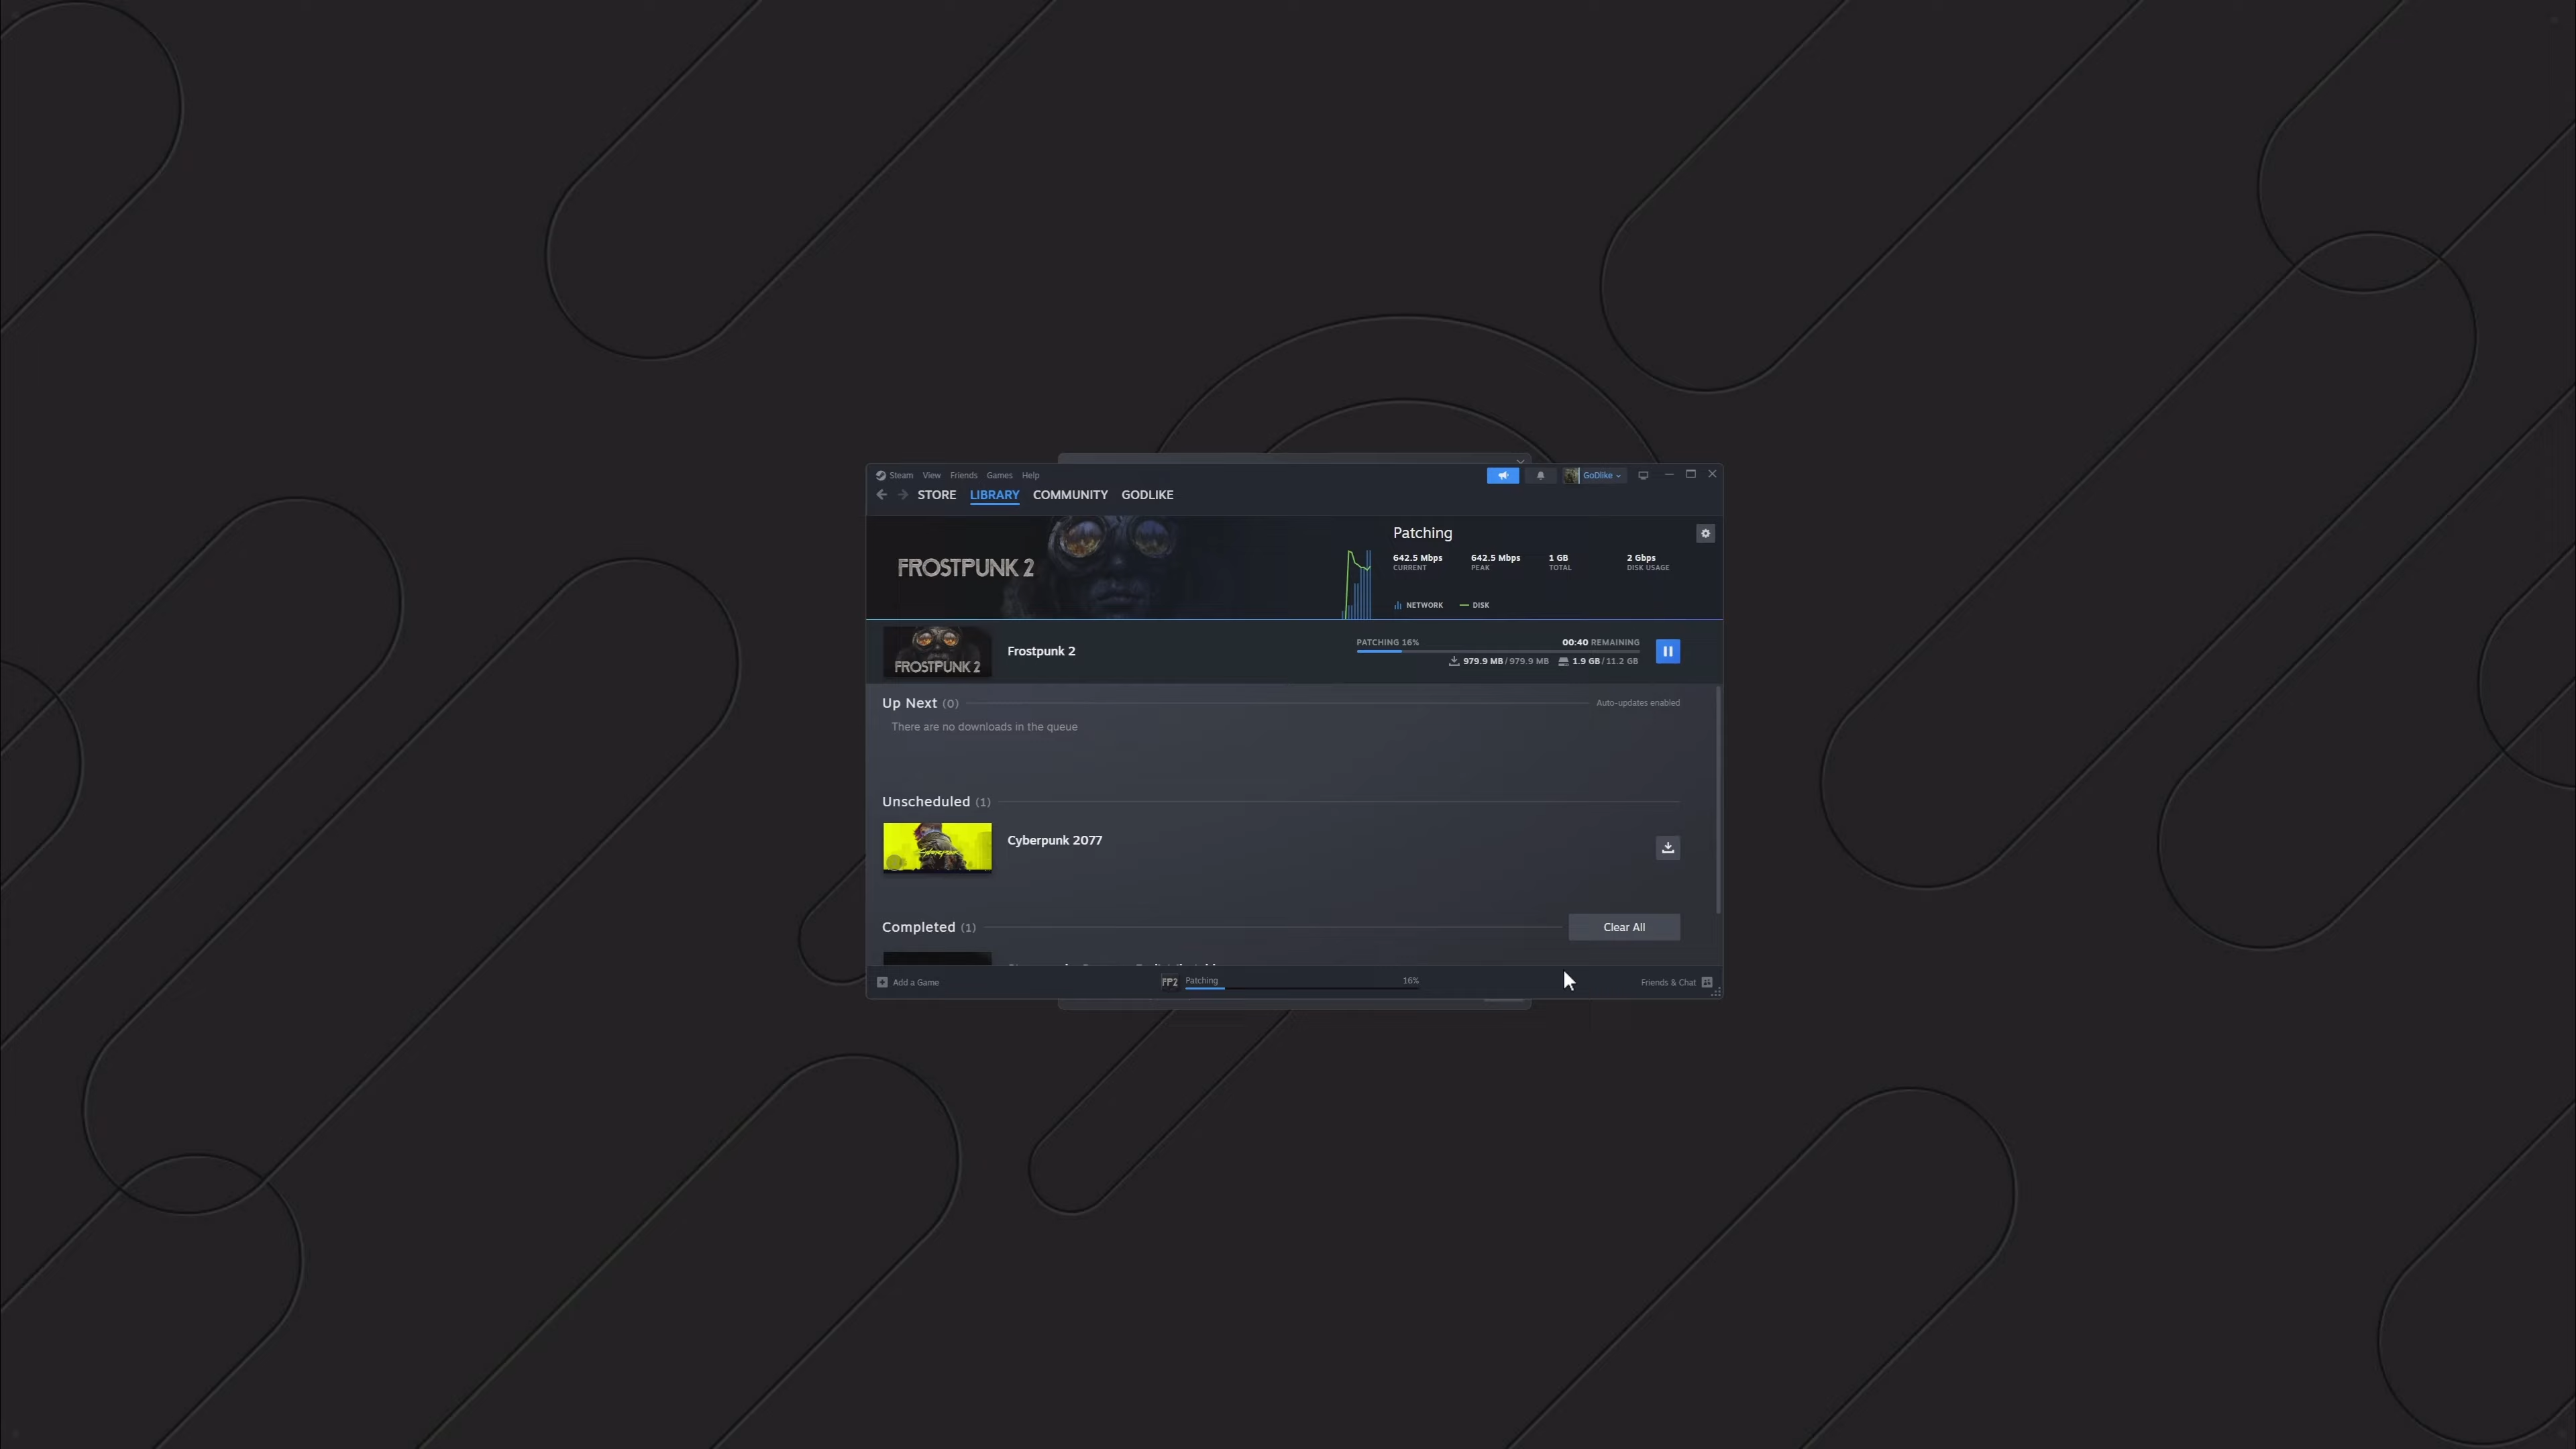 Steam View Friends Games Help
GoDlike
STORE LIBRARY COMMUNITY GODLIKE
FROSTPUNK 2
Patching
642.5 Mbps 642.5 Mbps 1 GB 2 Gbps
CURRENT PEAK TOTAL DISK USAGE
NETWORK DISK
FROSTPUNK 2
Frostpunk 2
PATCHING 16% 00:40 REMAINING
979.9 MB / 979.9 MB 1.9 GB / 11.2 GB
Up Next (0) Auto-updates enabled
There are no downloads in the queue
Unscheduled (1)
Cyberpunk 2077
Completed (1) Clear All
Add a Game FP2 Patching 16% Friends & Chat